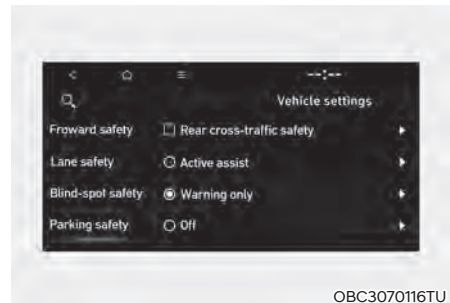 --:--
Vehicle settings
Froward safety
Rear cross-traffic safety
Lane safety
Active assist
Blind-spot safety
Warning only
Parking safety
Off
OBC3070116TU